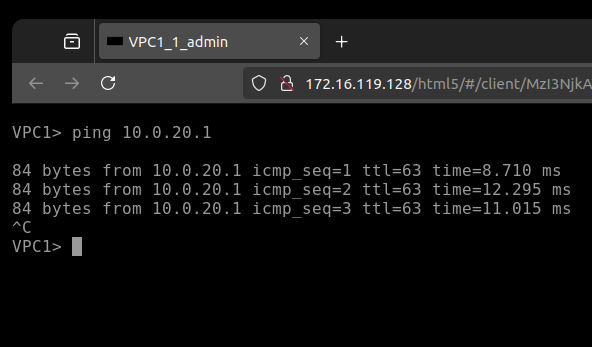 VPC1_1_admin
172.16.119.128/html5/#/client/MzI3NjkA
VPC1> ping 10.0.20.1
84 bytes from 10.0.20.1 icmp_seq=1 ttl=63 time=8.710 ms
84 bytes from 10.0.20.1 icmp_seq=2 ttl=63 time=12.295 ms
84 bytes from 10.0.20.1 icmp_seq=3 ttl=63 time=11.015 ms
^C
VPC1>